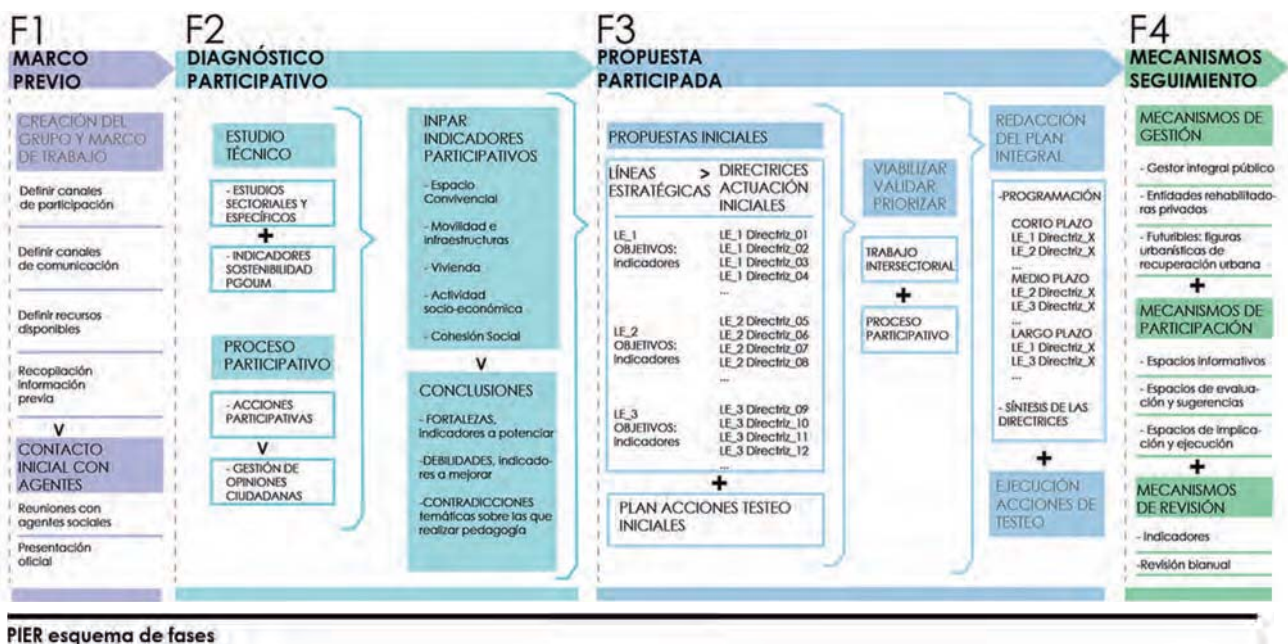 F1
MARCO
PREVIO
CREACIÓN DEL
GRUPO Y MARCO
DE TRABAJO
Definir canales
de participación
Definir canales
de comunicación
Definir recursos
disponibles
Recopilación
información
previa
v
CONTACTO
INICIAL CON
AGENTES
Reuniones con
agentes sociales
Presentación
oficial
F2
DIAGNÓSTICO
PARTICIPATIVO
ESTUDIO
TÉCNICO
- ESTUDIOS
SECTORIALES Y
ESPECÍFICOS
+
- INDICADORES
SOSTENIBILIDAD
PGOUM
PROCESO
PARTICIPATIVO
- ACCIONES
PARTICIPATIVAS
v
- GESTIÓN DE
OPINIONES
CIUDADANAS
INPAR
INDICADORES
PARTICIPATIVOS
- Espacio
Convivencial
- Movilidad e
infraestructuras
- Vivienda
- Actividad
socio-económica
- Cohesión Social
v
CONCLUSIONES
- FORTALEZAS,
indicadores a potenciar
-DEBILIDADES, indicado-
res a mejorar
-CONTRADICCIONES
temáticas sobre las que
realizar pedagogía
F3
PROPUESTA
PARTICIPADA
PROPUESTAS INICIALES
LÍNEAS > DIRECTRICES
ESTRATÉGICAS ACTUACIÓN
INICIALES
LE_1
OBJETIVOS:
Indicadores
LE_1 Directriz_01
LE_1 Directriz_02
LE_1 Directriz_03
LE_1 Directriz_04
...
LE_2
OBJETIVOS:
Indicadores
LE_2 Directriz_05
LE_2 Directriz_06
LE_2 Directriz_07
LE_2 Directriz_08
...
LE_3
OBJETIVOS:
Indicadores
LE_3 Directriz_09
LE_3 Directriz_10
LE_3 Directriz_11
LE_3 Directriz_12
...
+
PLAN ACCIONES TESTEO
INICIALES
VIABILIZAR
VALIDAR
PRIORIZAR
TRABAJO
INTERSECTORIAL
+
PROCESO
PARTICIPATIVO
REDACCIÓN
DEL PLAN
INTEGRAL
-PROGRAMACIÓN
CORTO PLAZO
LE_1 Directriz_X
LE_2 Directriz_X
...
MEDIO PLAZO
LE_2 Directriz_X
LE_3 Directriz_X
...
LARGO PLAZO
LE_1 Directriz_X
LE_3 Directriz_X
...
- SÍNTESIS DE LAS
DIRECTRICES
+
EJECUCIÓN
ACCIONES DE
TESTEO
F4
MECANISMOS
SEGUIMIENTO
MECANISMOS DE
GESTIÓN
- Gestor integral público
- Entidades rehabilitado-
ras privadas
- Futuribles: figuras
urbanísticas de
recuperación urbana
+
MECANISMOS DE
PARTICIPACIÓN
- Espacios informativos
- Espacios de evalua-
ción y sugerencias
- Espacios de implica-
ción y ejecución
+
MECANISMOS
DE REVISIÓN
- Indicadores
-Revisión bianual
PIER esquema de fases